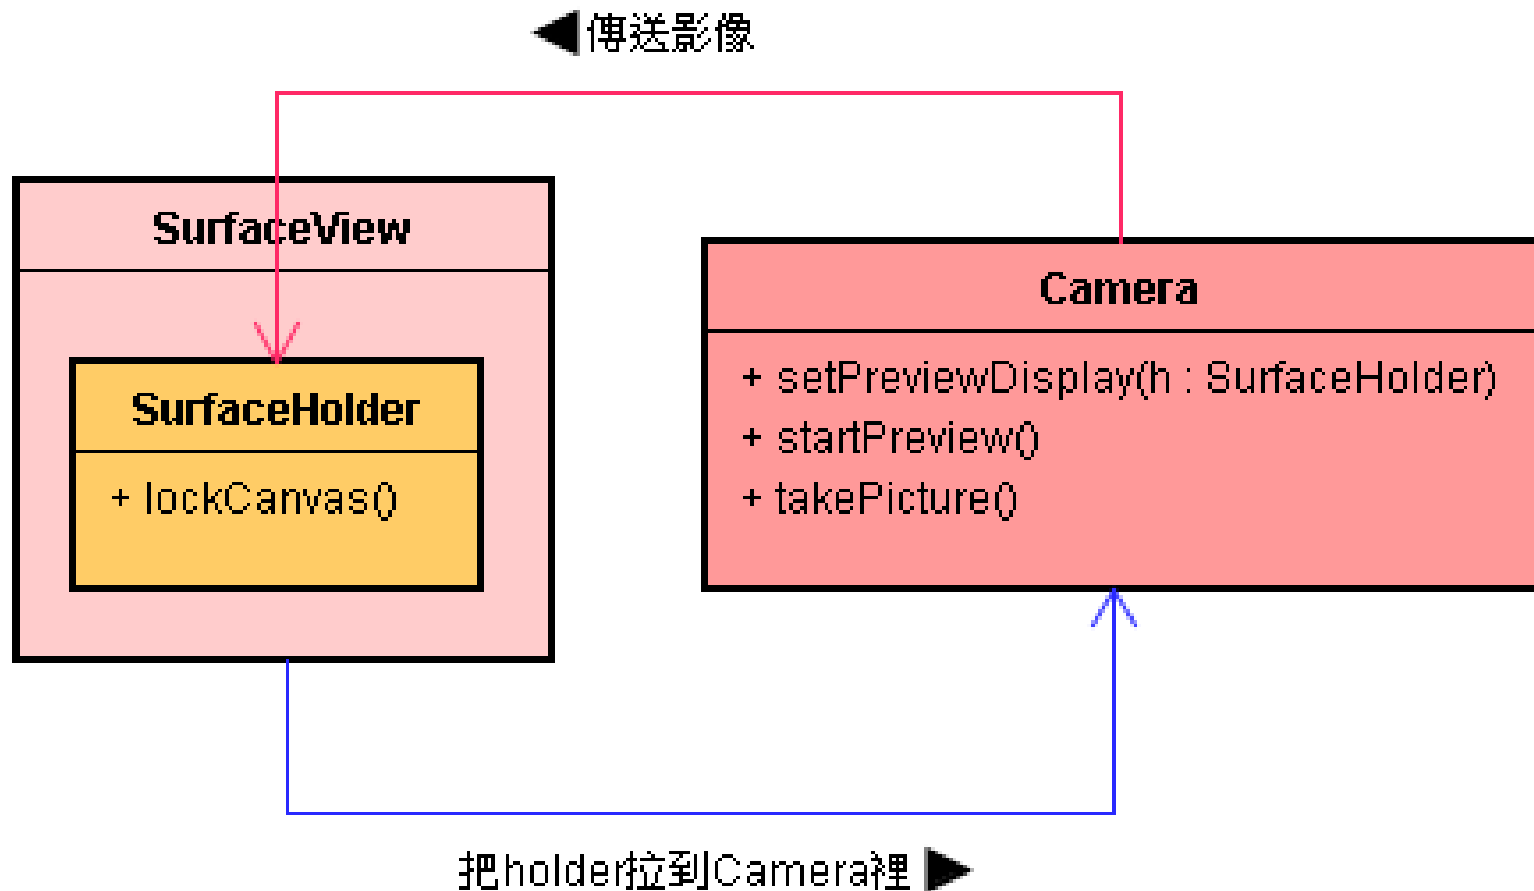 ◀傳送影像
SurfaceView
SurfaceHolder
+ lockCanvas()
Camera
+ setPreviewDisplay(h : SurfaceHolder)
+ startPreview()
+ takePicture()
把holder拉到Camera裡 ▶